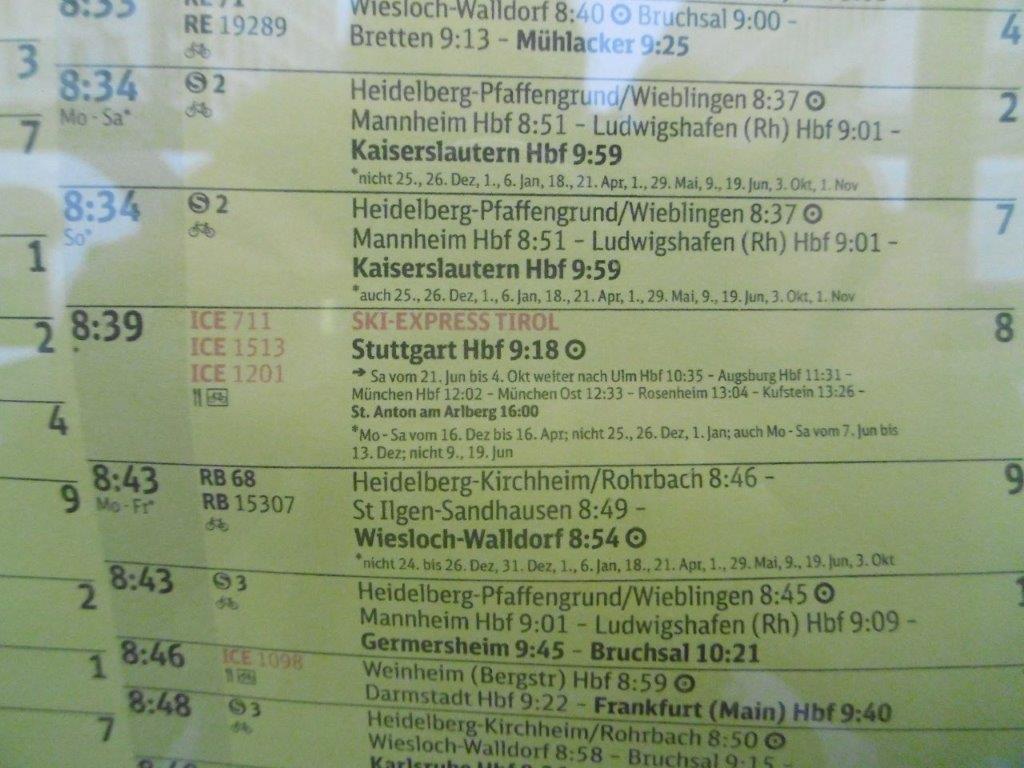 8:33 RE 71 Wiesloch-Walldorf 8:40 ⊙ Bruchsal 9:00 – 4
RE 19289 Bretten 9:13 – Mühlacker 9:25
3
8:34 Ⓢ 2 Heidelberg-Pfaffengrund/Wieblingen 8:37 ⊙ 2
Mo - Sa* Mannheim Hbf 8:51 – Ludwigshafen (Rh) Hbf 9:01 –
7 Kaiserslautern Hbf 9:59
*nicht 25., 26. Dez, 1., 6. Jan, 18., 21. Apr, 1., 29. Mai, 9., 19. Jun, 3. Okt, 1. Nov
8:34 Ⓢ 2 Heidelberg-Pfaffengrund/Wieblingen 8:37 ⊙ 7
So* Mannheim Hbf 8:51 – Ludwigshafen (Rh) Hbf 9:01 –
1 Kaiserslautern Hbf 9:59
*auch 25., 26. Dez, 1., 6. Jan, 18., 21. Apr, 1., 29. Mai, 9., 19. Jun, 3. Okt, 1. Nov
2 8:39 ICE 711 SKI-EXPRESS TIROL 8
ICE 1513 Stuttgart Hbf 9:18 ⊙
ICE 1201 ➔ Sa vom 21. Jun bis 4. Okt weiter nach Ulm Hbf 10:35 – Augsburg Hbf 11:31 –
München Hbf 12:02 – München Ost 12:33 – Rosenheim 13:04 – Kufstein 13:26 –
4 St. Anton am Arlberg 16:00
*Mo - Sa vom 16. Dez bis 16. Apr; nicht 25., 26. Dez, 1. Jan; auch Mo - Sa vom 7. Jun bis
13. Dez; nicht 9., 19. Jun
8:43 RB 68 Heidelberg-Kirchheim/Rohrbach 8:46 – 9
9 Mo - Fr* RB 15307 St Ilgen-Sandhausen 8:49 –
Wiesloch-Walldorf 8:54 ⊙
*nicht 24. bis 26. Dez, 31. Dez, 1., 6. Jan, 18., 21. Apr, 1., 29. Mai, 9., 19. Jun, 3. Okt
2 8:43 Ⓢ 3 Heidelberg-Pfaffengrund/Wieblingen 8:45 ⊙ 1
Mannheim Hbf 9:01 – Ludwigshafen (Rh) Hbf 9:09 –
Germersheim 9:45 – Bruchsal 10:21
1 8:46 ICE 1098 Weinheim (Bergstr) Hbf 8:59 ⊙
Darmstadt Hbf 9:22 – Frankfurt (Main) Hbf 9:40
7 8:48 Ⓢ 3 Heidelberg-Kirchheim/Rohrbach 8:50 ⊙
Wiesloch-Walldorf 8:58 – Bruchsal 9:15 –
Karlsruhe Hbf